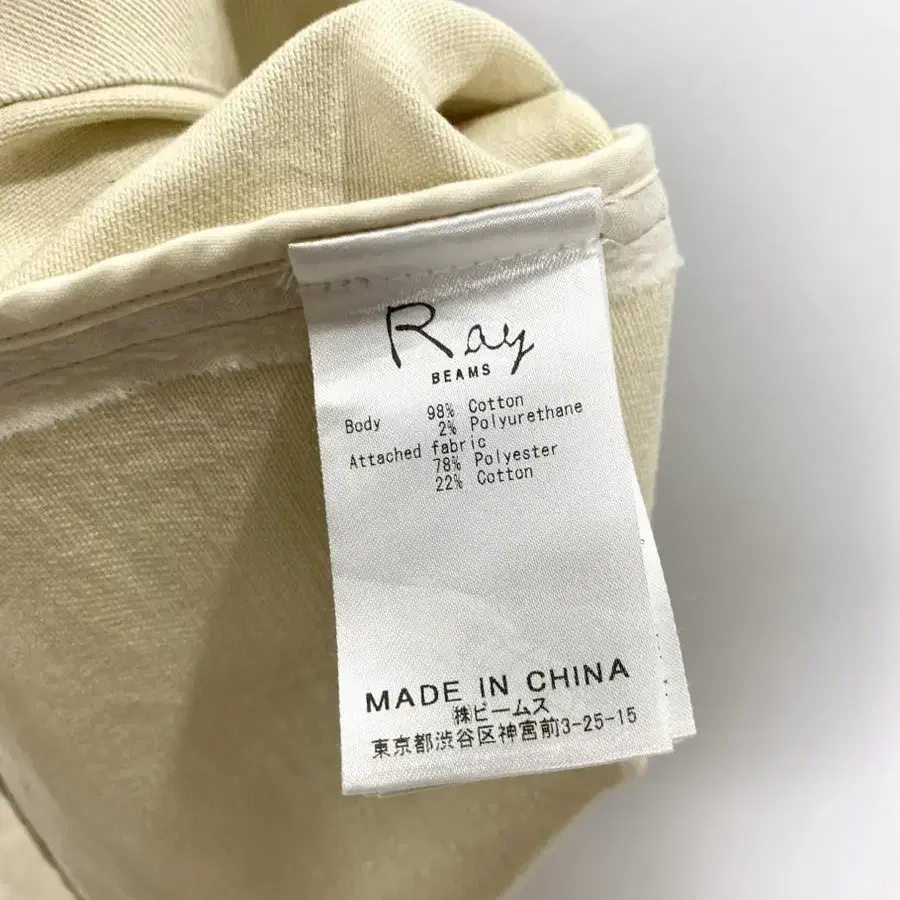 Ray
BEAMS
Body 98% Cotton
2% Polyurethane
Attached fabric
78% Polyester
22% Cotton
MADE IN CHINA
㈱ビームス
東京都渋谷区神宮前3-25-15